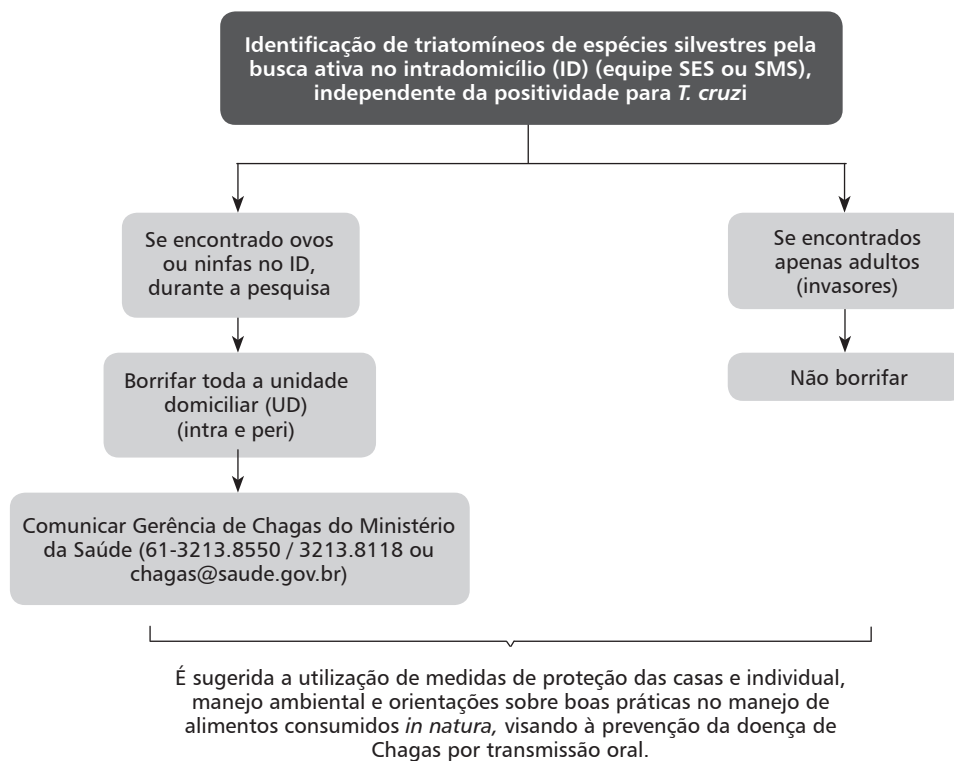 Identificação de triatomíneos de espécies silvestres pela
busca ativa no intradomicílio (ID) (equipe SES ou SMS),
independente da positividade para T. cruzi
Se encontrado ovos
ou ninfas no ID,
durante a pesquisa
Se encontrados
apenas adultos
(invasores)
Borrifar toda a unidade
domiciliar (UD)
(intra e peri)
Não borrifar
Comunicar Gerência de Chagas do Ministério
da Saúde (61-3213.8550 / 3213.8118 ou
chagas@saude.gov.br)
É sugerida a utilização de medidas de proteção das casas e individual,
manejo ambiental e orientações sobre boas práticas no manejo de
alimentos consumidos in natura, visando à prevenção da doença de
Chagas por transmissão oral.